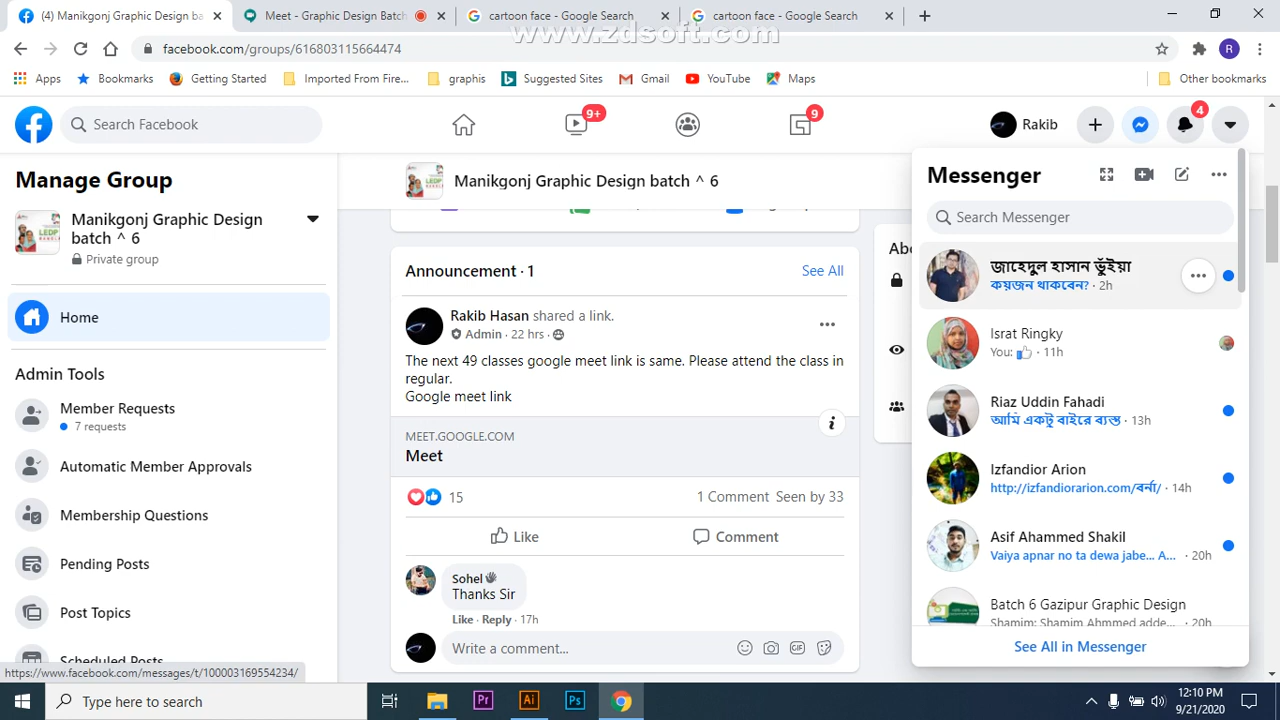 (4) Manikgonj Graphic Design ba
Meet - Graphic Design Batch
cartoon face - Google Search
cartoon face - Google Search
www.zdsoft.com
facebook.com/groups/616803115664474
R
Apps
Bookmarks
Getting Started
Imported From Fire...
graphis
Suggested Sites
Gmail
YouTube
Maps
Other bookmarks
Search Facebook
9+
9
Rakib
4
Manage Group
Manikgonj Graphic Design
batch ^ 6
Private group
Home
Admin Tools
Member Requests
7 requests
Automatic Member Approvals
Membership Questions
Pending Posts
Post Topics
Scheduled Posts
https://www.facebook.com/messages/t/100003169554234/
Manikgonj Graphic Design batch ^ 6
Announcement · 1
See All
Rakib Hasan shared a link.
Admin · 22 hrs ·
The next 49 classes google meet link is same. Please attend the class in
regular.
Google meet link
MEET.GOOGLE.COM
Meet
15
1 Comment Seen by 33
Like
Comment
Sohel
Thanks Sir
Like · Reply · 17h
Write a comment...
GIF
Messenger
Search Messenger
জাহেদুল হাসান ভুঁইয়া
কয়জন থাকবেন? · 2h
Israt Ringky
You: 👍 · 11h
Riaz Uddin Fahadi
আমি একটু বাইরে ব্যস্ত · 13h
Izfandior Arion
http://izfandiorarion.com/বর্না/ · 14h
Asif Ahammed Shakil
Vaiya apnar no ta dewa jabe... A... · 20h
Batch 6 Gazipur Graphic Design
Shamim: Shamim Ahmmed adde... · 20h
See All in Messenger
Type here to search
Pr
Ai
Ps
12:10 PM
9/21/2020